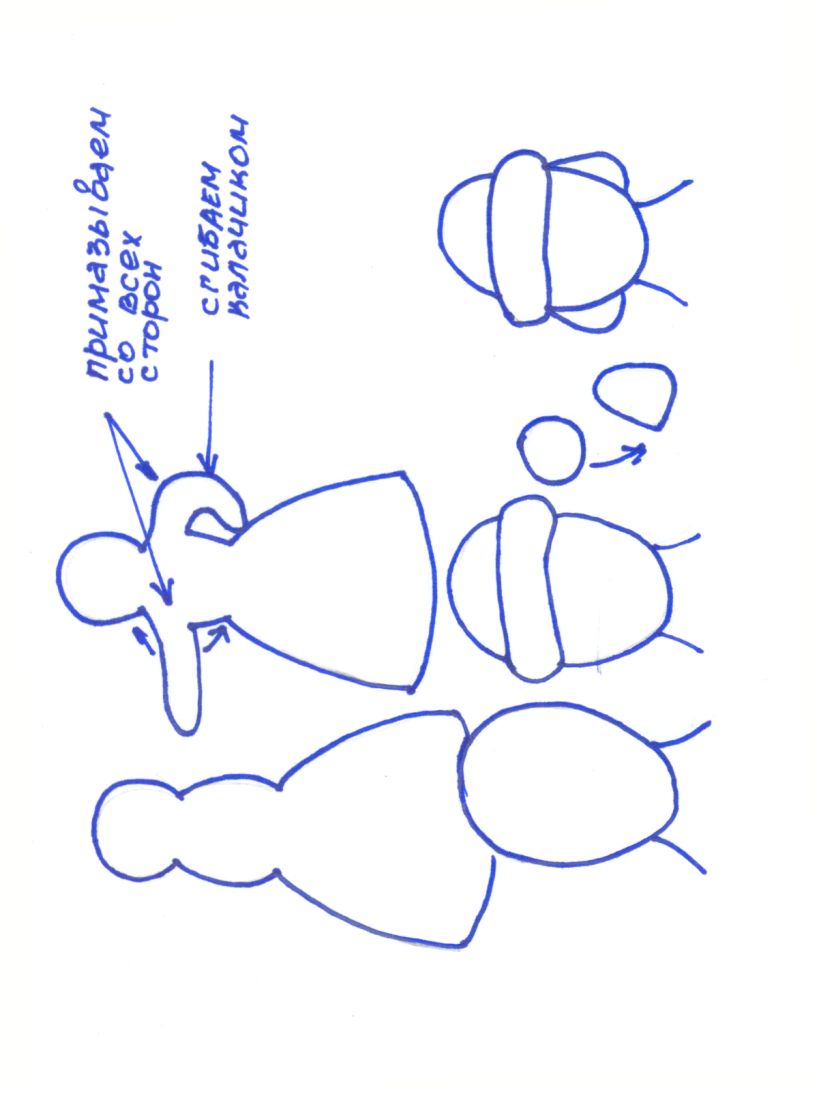 примазываем
со всех
сторон
сгибаем
калачиком